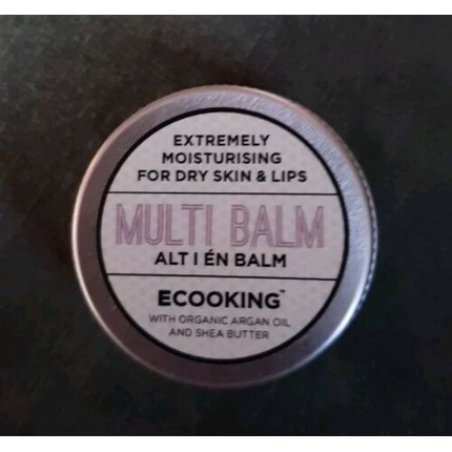 EXTREMELY
MOISTURISING
FOR DRY SKIN & LIPS
MULTI BALM
ALT I ÉN BALM
ECOOKING™
WITH ORGANIC ARGAN OIL
AND SHEA BUTTER